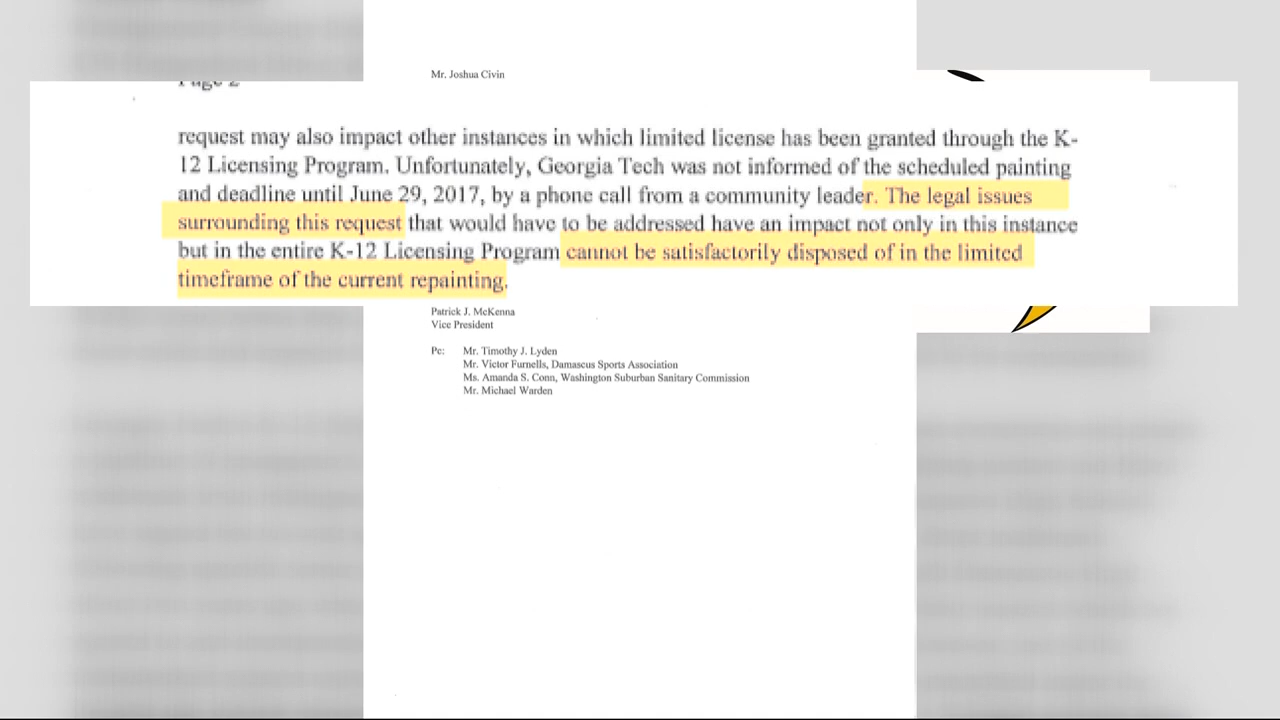 Mr. Joshua Civin
Page 2
request may also impact other instances in which limited license has been granted through the K-
12 Licensing Program. Unfortunately, Georgia Tech was not informed of the scheduled painting
and deadline until June 29, 2017, by a phone call from a community leader. The legal issues
surrounding this request that would have to be addressed have an impact not only in this instance
but in the entire K-12 Licensing Program cannot be satisfactorily disposed of in the limited
timeframe of the current repainting.
Patrick J. McKenna
Vice President
Pc: Mr. Timothy J. Lyden
Mr. Victor Furnells, Damascus Sports Association
Ms. Amanda S. Conn, Washington Suburban Sanitary Commission
Mr. Michael Warden